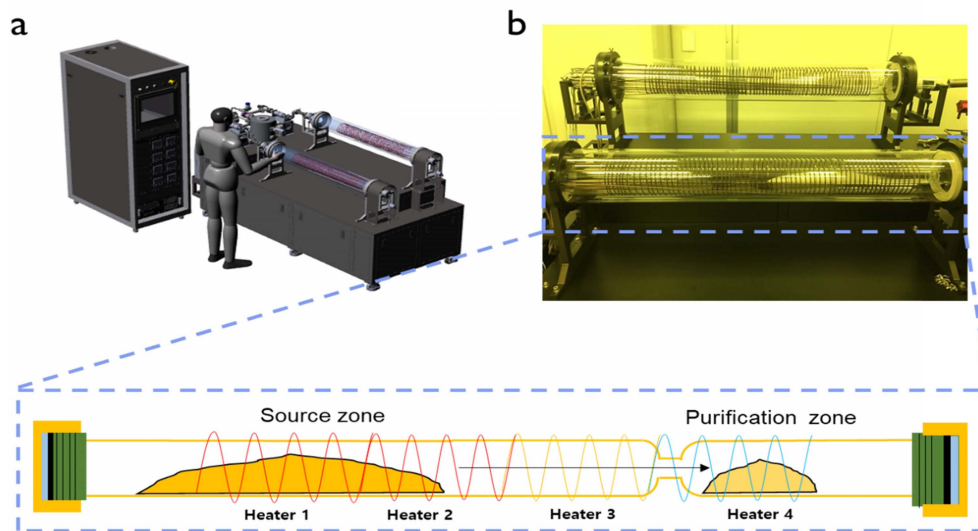 a
b
Source zone
Purification zone
Heater 1
Heater 2
Heater 3
Heater 4